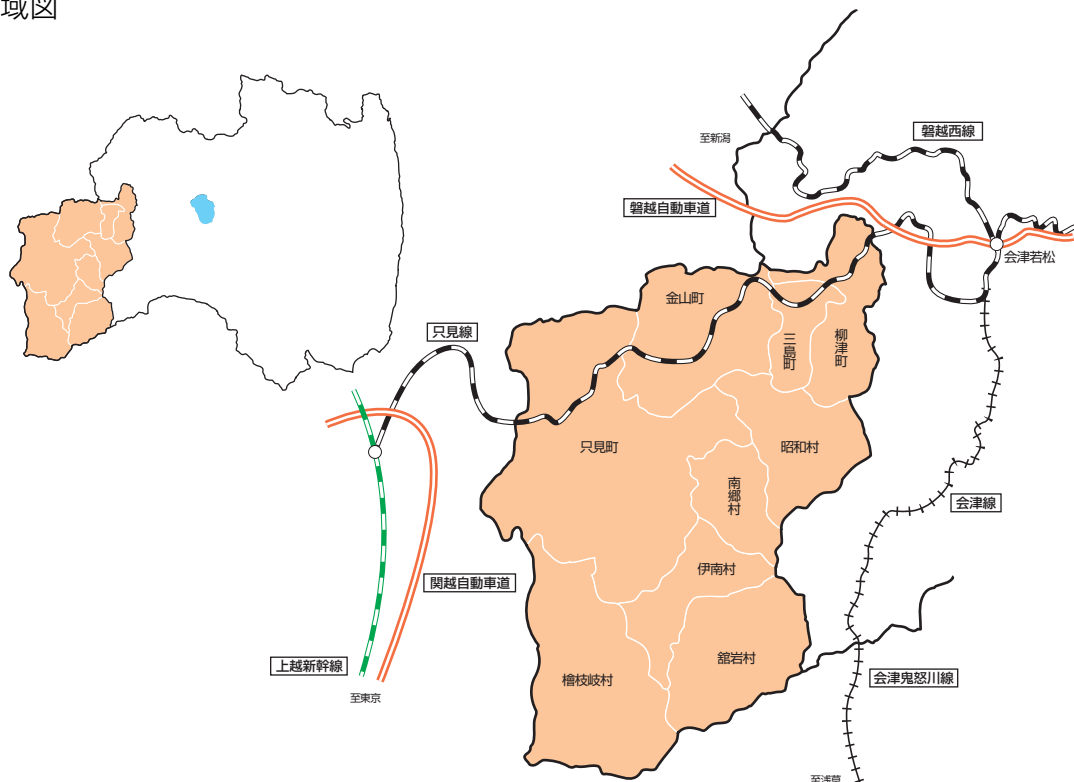 域図
至新潟
磐越西線
磐越自動車道
会津若松
金山町
只見線
三島町
柳津町
只見町
昭和村
南郷村
会津線
伊南村
関越自動車道
舘岩村
上越新幹線
檜枝岐村
会津鬼怒川線
至東京
至浅草